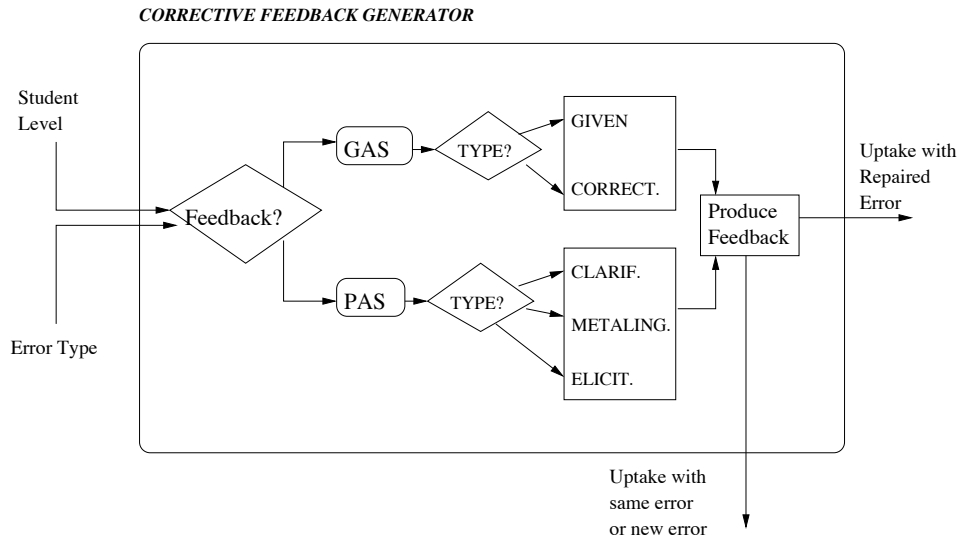 CORRECTIVE FEEDBACK GENERATOR
Student
Level
Error Type
Feedback?
GAS
TYPE?
GIVEN
CORRECT.
PAS
TYPE?
CLARIF.
METALING.
ELICIT.
Produce
Feedback
Uptake with
Repaired
Error
Uptake with
same error
or new error